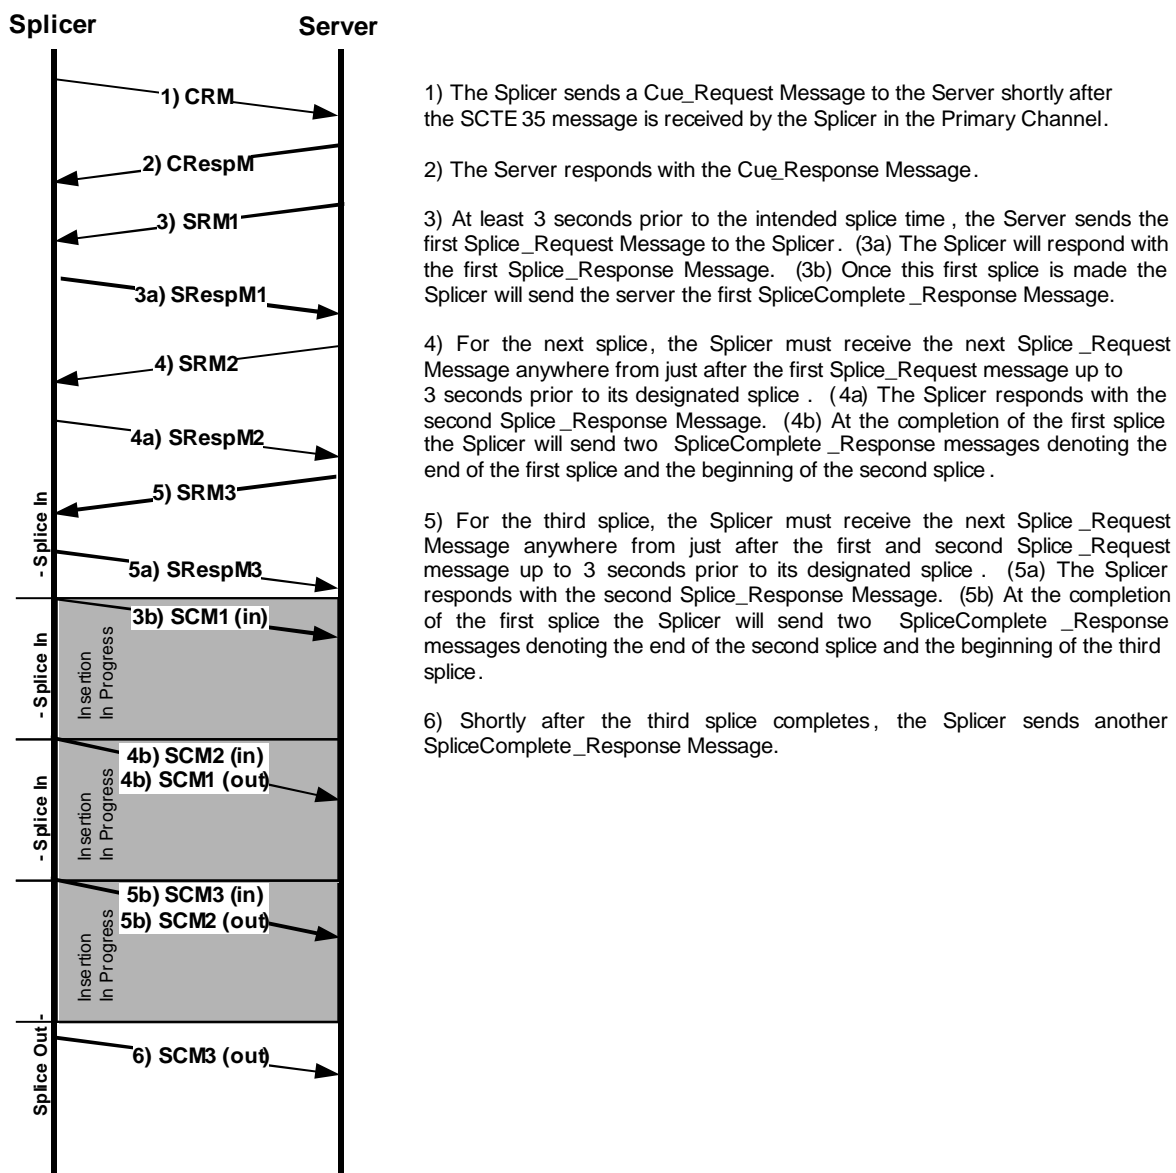 Splicer
Server
1) CRM
2) CRespM
3) SRM1
3a) SRespM1
4) SRM2
4a) SRespM2
5) SRM3
5a) SRespM3
- Splice In
3b) SCM1 (in)
Insertion
In Progress
- Splice In
4b) SCM2 (in)
4b) SCM1 (out)
Insertion
In Progress
- Splice In
5b) SCM3 (in)
5b) SCM2 (out)
Insertion
In Progress
Splice Out -
6) SCM3 (out)
1) The Splicer sends a Cue_Request Message to the Server shortly after
the SCTE 35 message is received by the Splicer in the Primary Channel.
2) The Server responds with the Cue_Response Message.
3) At least 3 seconds prior to the intended splice time, the Server sends the
first Splice_Request Message to the Splicer. (3a) The Splicer will respond with
the first Splice_Response Message. (3b) Once this first splice is made the
Splicer will send the server the first SpliceComplete_Response Message.
4) For the next splice, the Splicer must receive the next Splice_Request
Message anywhere from just after the first Splice_Request message up to
3 seconds prior to its designated splice. (4a) The Splicer responds with the
second Splice_Response Message. (4b) At the completion of the first splice
the Splicer will send two SpliceComplete_Response messages denoting the
end of the first splice and the beginning of the second splice.
5) For the third splice, the Splicer must receive the next Splice_Request
Message anywhere from just after the first and second Splice_Request
message up to 3 seconds prior to its designated splice. (5a) The Splicer
responds with the second Splice_Response Message. (5b) At the completion
of the first splice the Splicer will send two SpliceComplete_Response
messages denoting the end of the second splice and the beginning of the third
splice.
6) Shortly after the third splice completes, the Splicer sends another
SpliceComplete_Response Message.